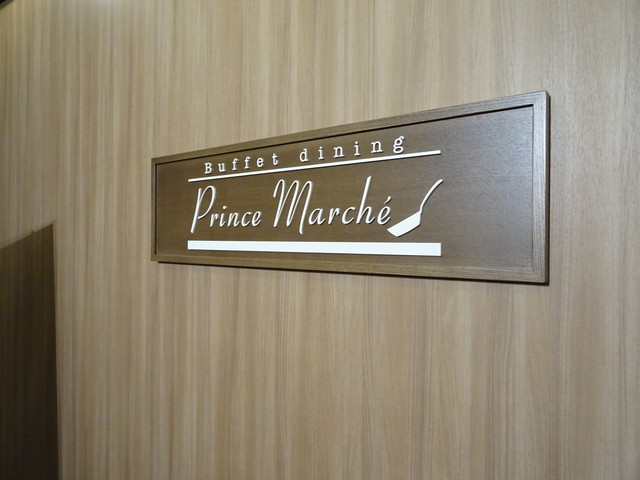 Buffet dining
Prince Marché